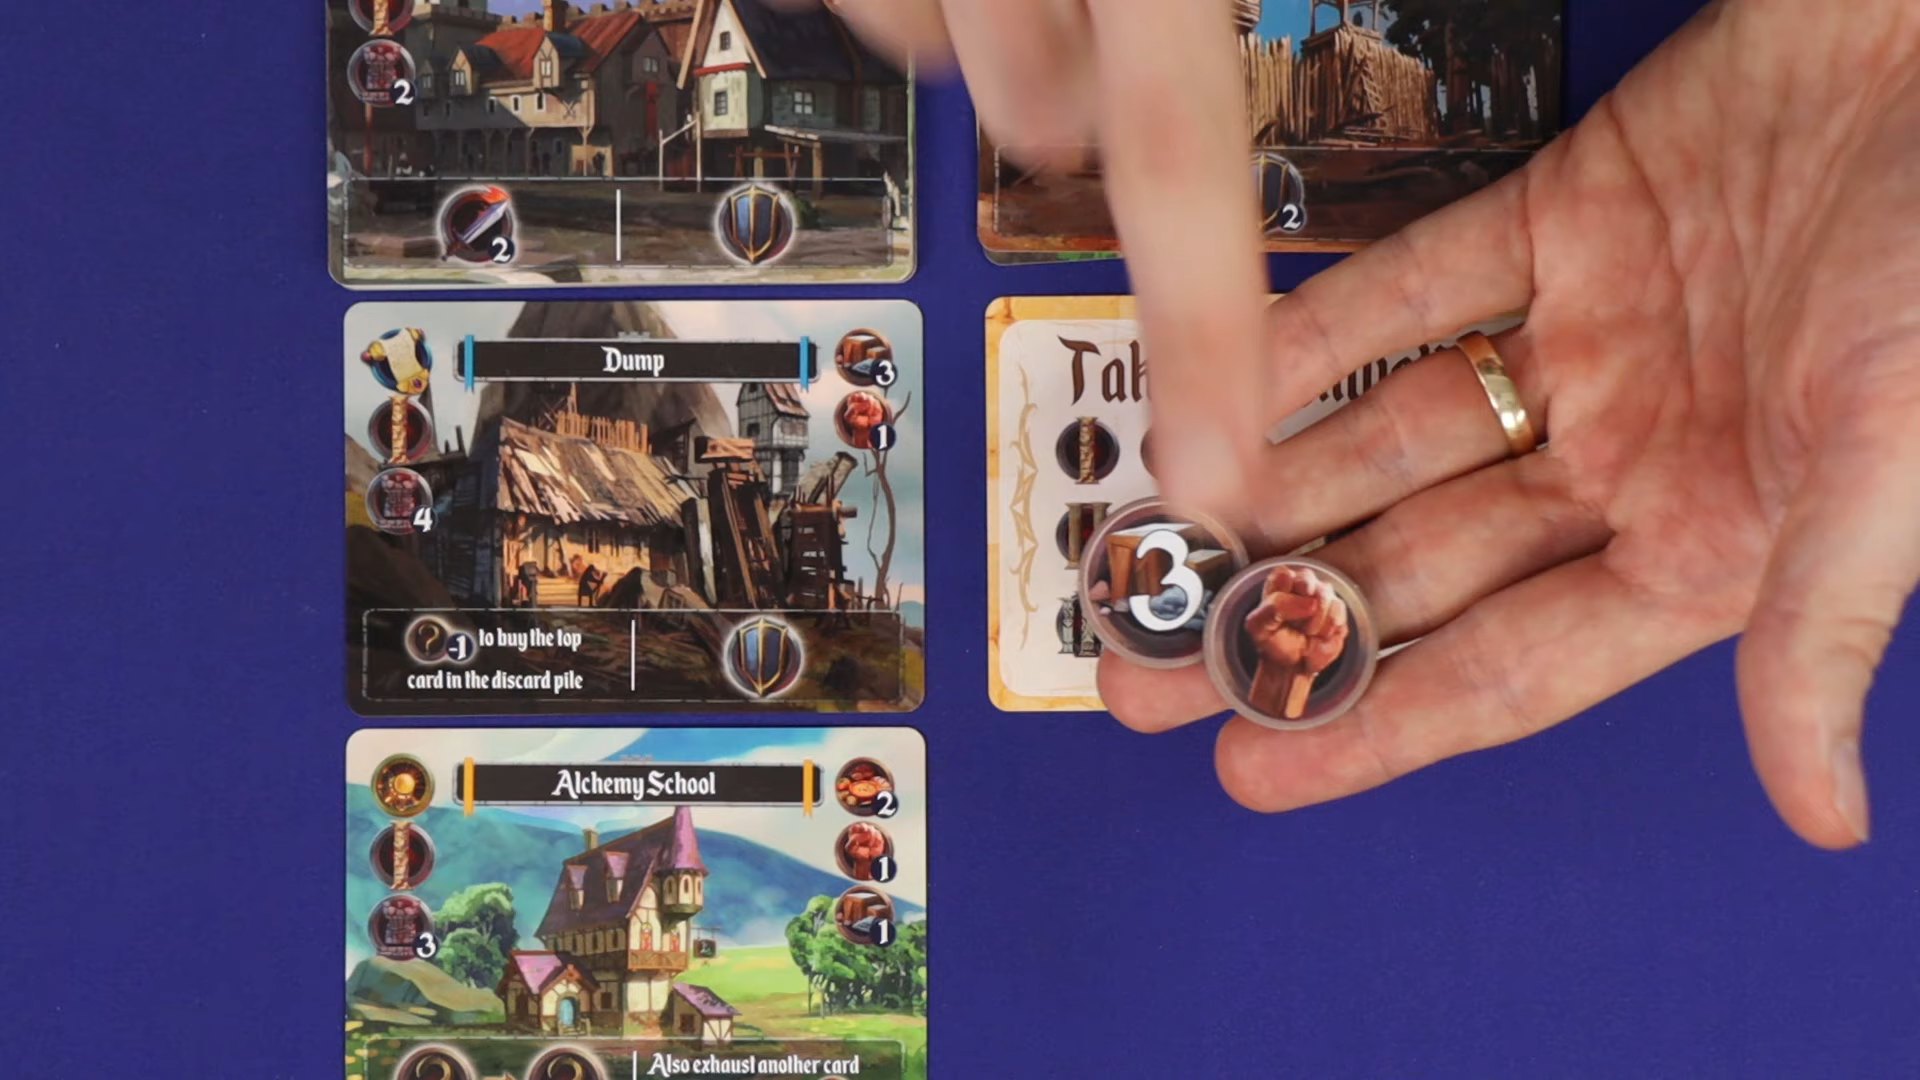 2
2
2
Dump
3
1
4
-1 to buy the top
card in the discard pile
3
Alchemy School
2
1
1
3
Also exhaust another card